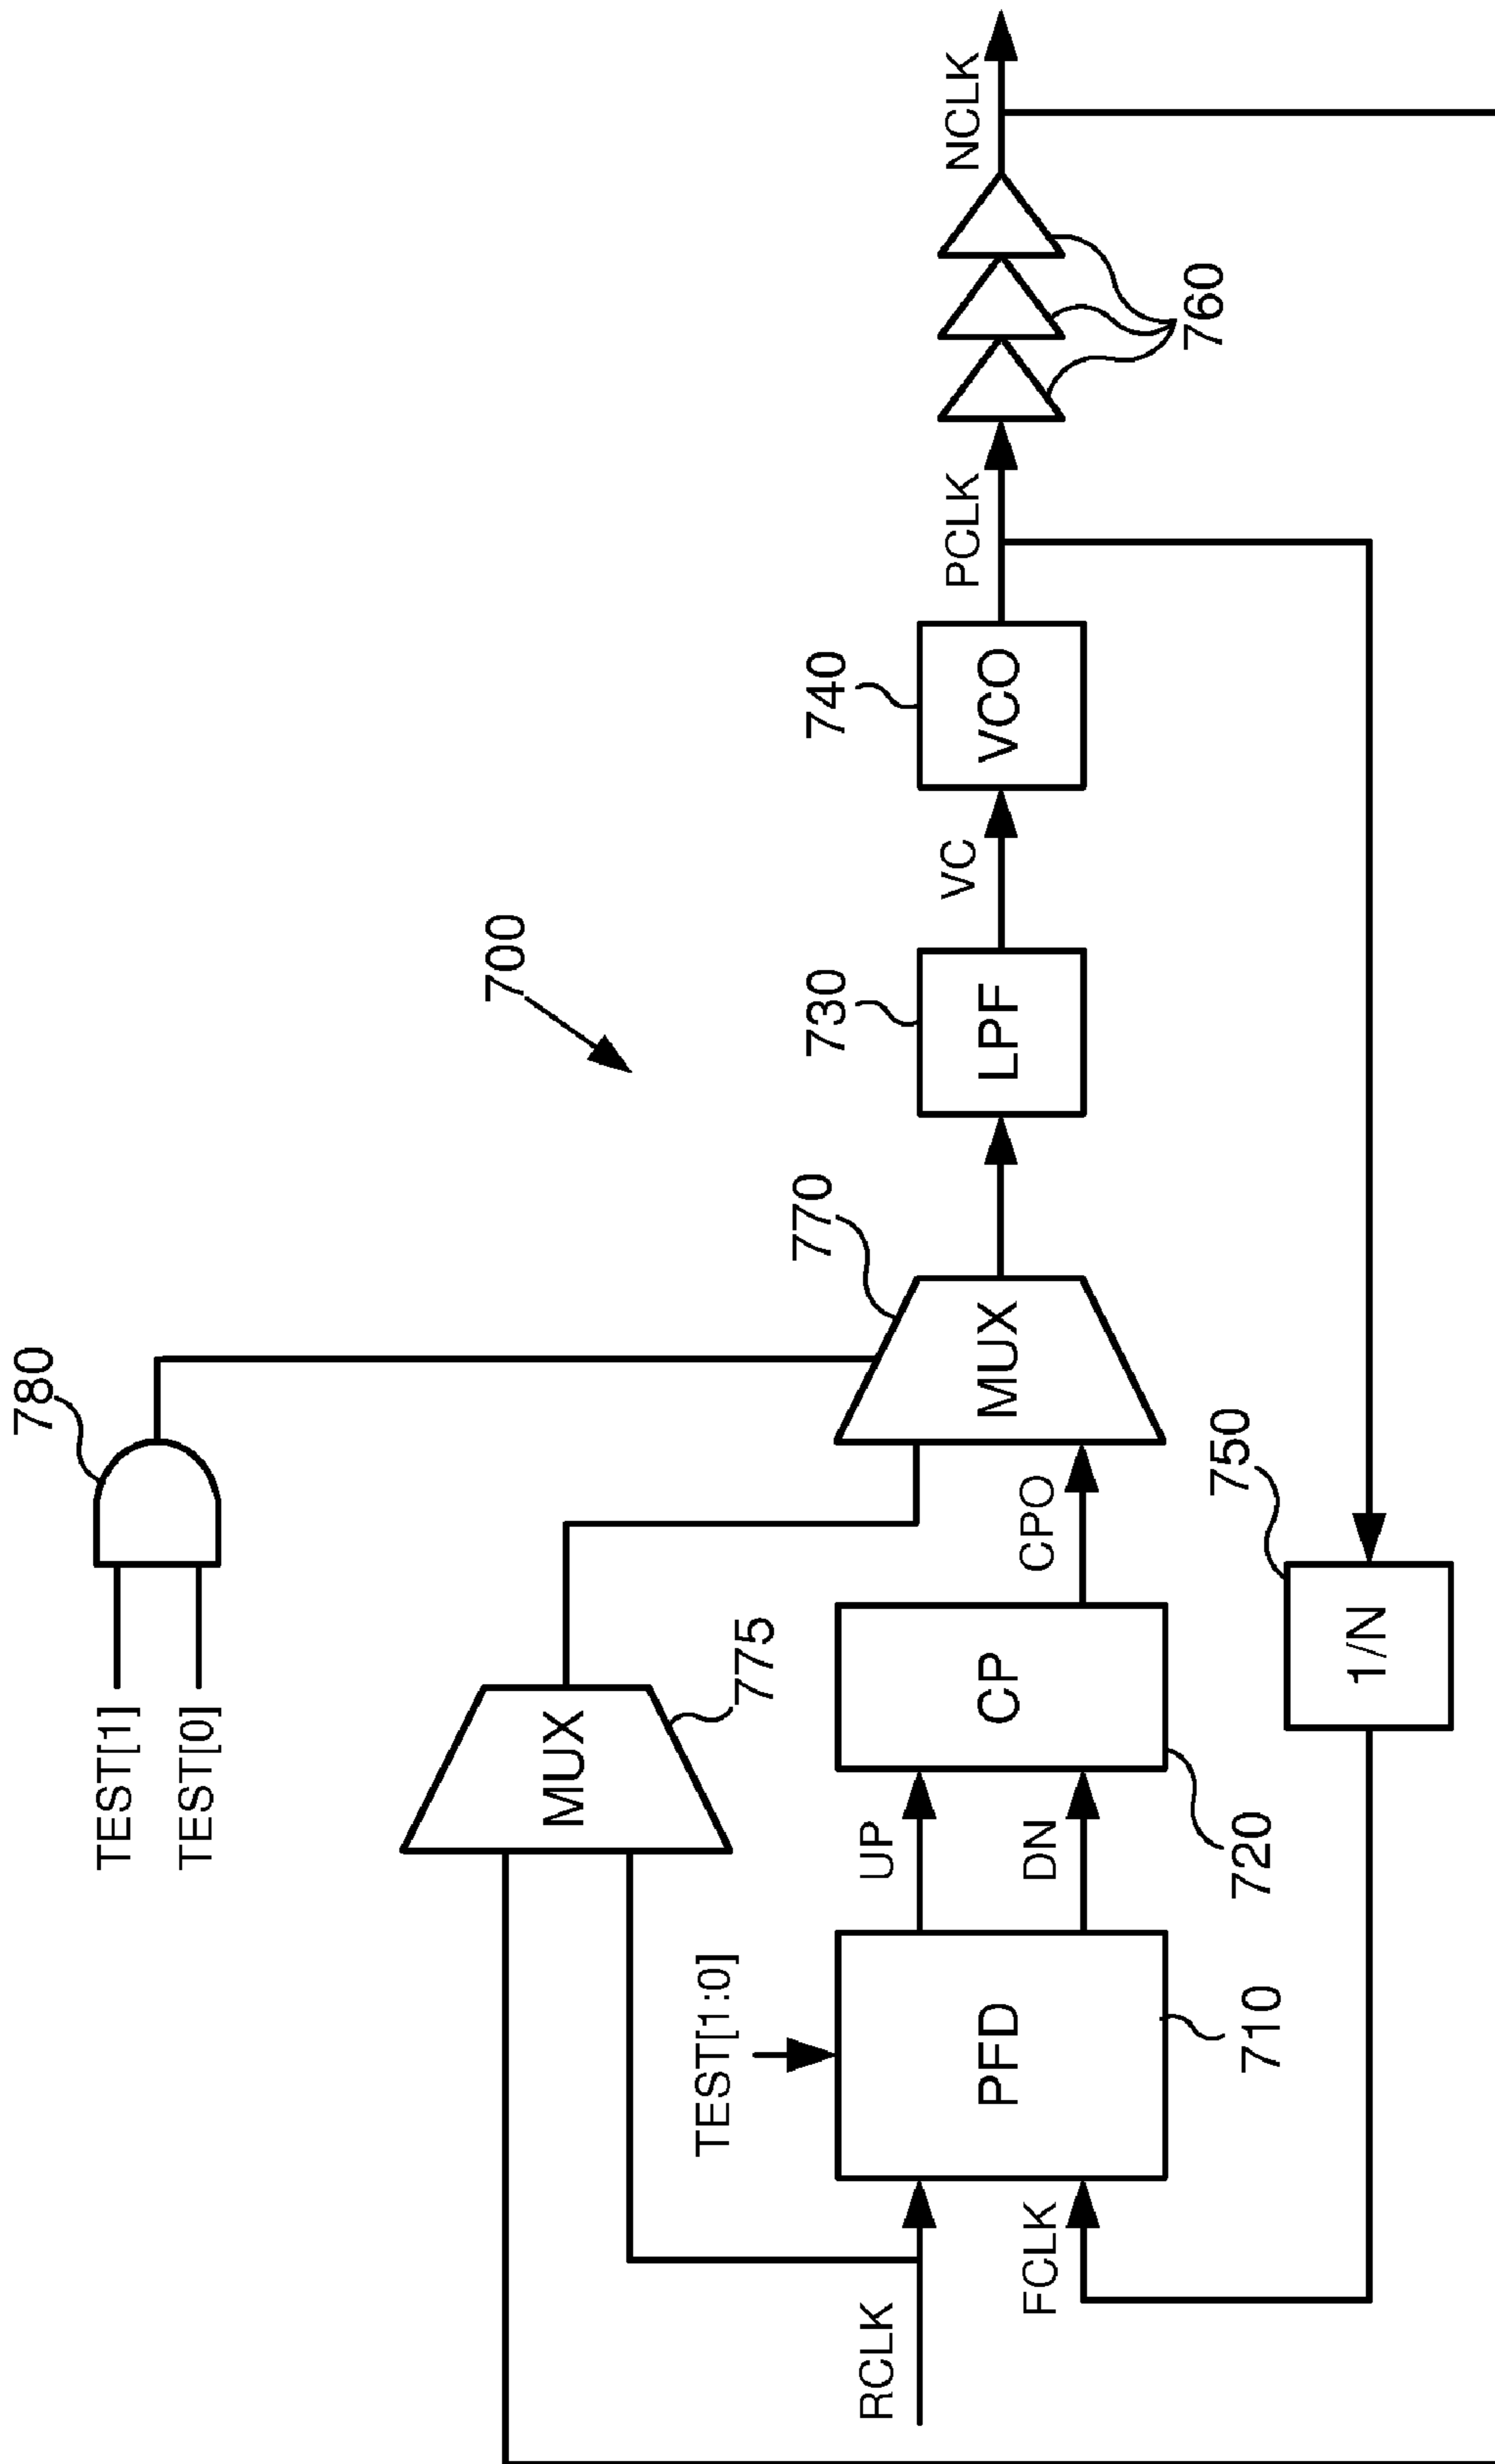 780
TEST[1]
TEST[0]
700
MUX
775
770
730
740
TEST[1:0]
RCLK
FCLK
PFD
710
UP
DN
CP
720
CPO
MUX
LPF
VC
VCO
PCLK
NCLK
760
750
1/N